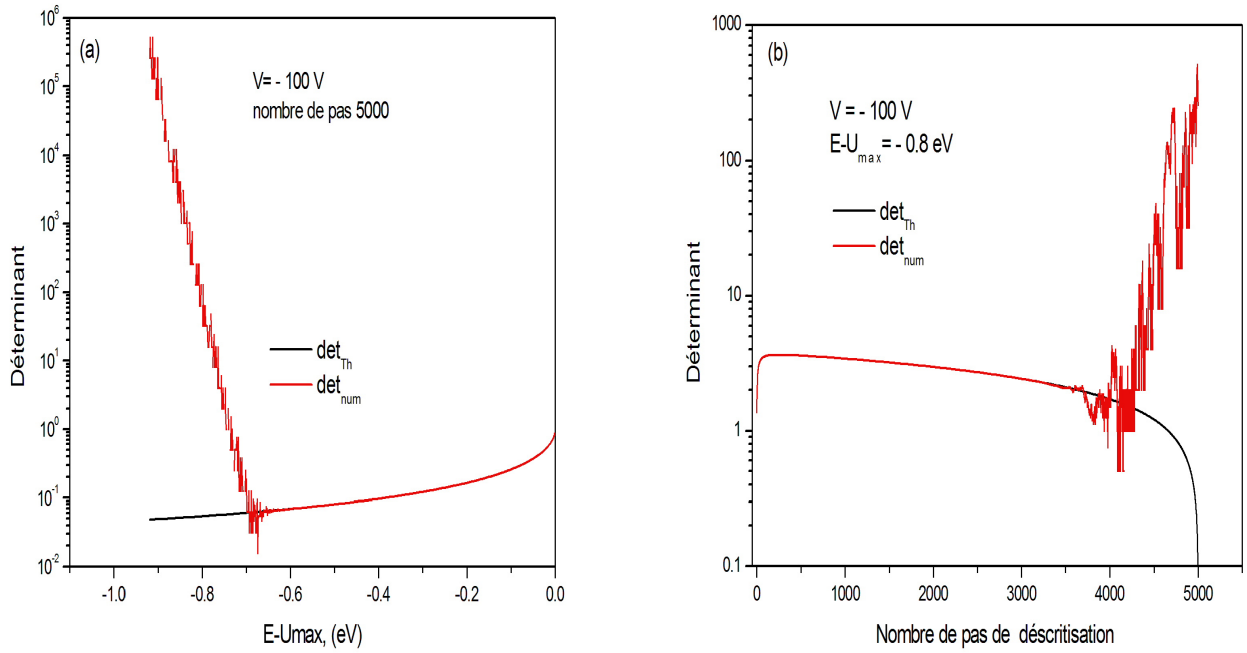 (a)
V= - 100 V
nombre de pas 5000
det_Th
det_num
Déterminant
10^6
10^5
10^4
10^3
10^2
10^1
10^0
10^-1
10^-2
-1.0 -0.8 -0.6 -0.4 -0.2 0.0
E-Umax, (eV)
(b)
V = - 100 V
E-U_max = - 0.8 eV
det_Th
det_num
Déterminant
1000
100
10
1
0.1
0 1000 2000 3000 4000 5000
Nombre de pas de déscritisation